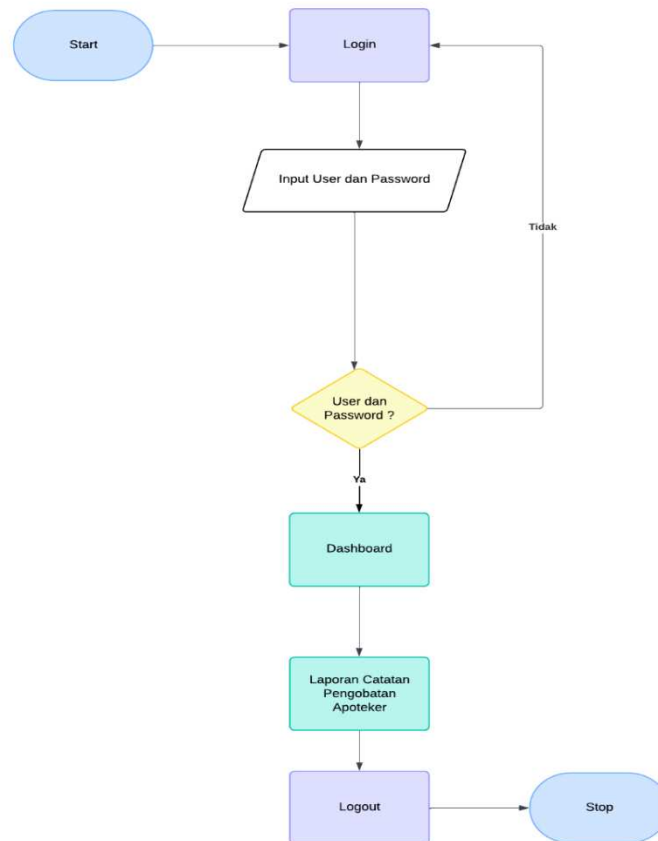 Start
Login
Input User dan Password
Tidak
User dan
Password ?
Ya
Dashboard
Laporan Catatan
Pengobatan
Apoteker
Logout
Stop